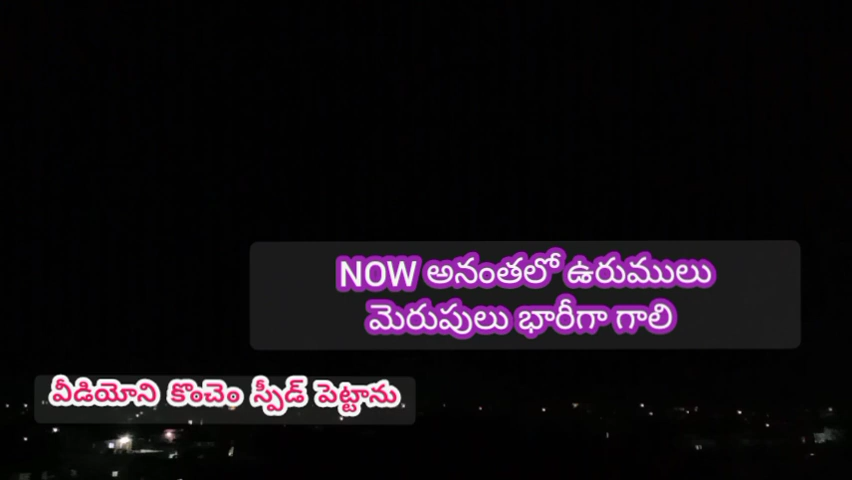 NOW అనంతలో ఉరుములు
మెరుపులు భారీగా గాలి
వీడియోని కొంచెం స్పీడ్ పెట్టాను